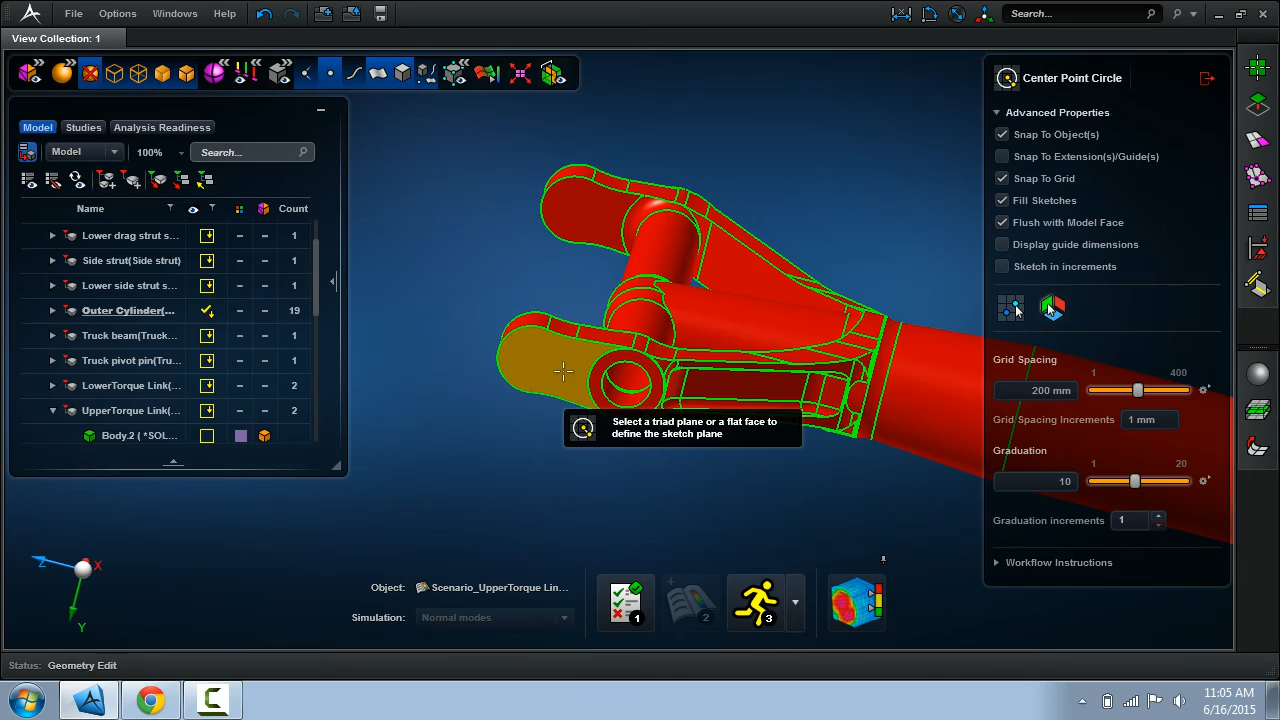 File Options Windows Help Search...
View Collection: 1
Center Point Circle
Advanced Properties
Snap To Object(s)
Snap To Extension(s)/Guide(s)
Snap To Grid
Fill Sketches
Flush with Model Face
Display guide dimensions
Sketch in increments
Grid Spacing
1 400
200 mm
Grid Spacing Increments 1 mm
Graduation
1 20
10
Graduation increments 1
Workflow Instructions
Model Studies Analysis Readiness
Model 100% Search...
Name Count
Lower drag strut s... 1
Side strut(Side strut) 1
Lover side strut s... 1
Outer Cyliner(... 19
Truck beam(Truck... 1
Truck pivot pin(Tru... 1
LowerTorque Link(... 2
UpperTorque Link(... 2
Body.2 ( *SOL...
Select a triad plane or a flat face to
define the sketch plane
Z X
Y
Object: Scenario_UpperTorque Lin...
Simulation: Normal modes
1 2 3
Status: Geometry Edit
11:05 AM
6/16/2015